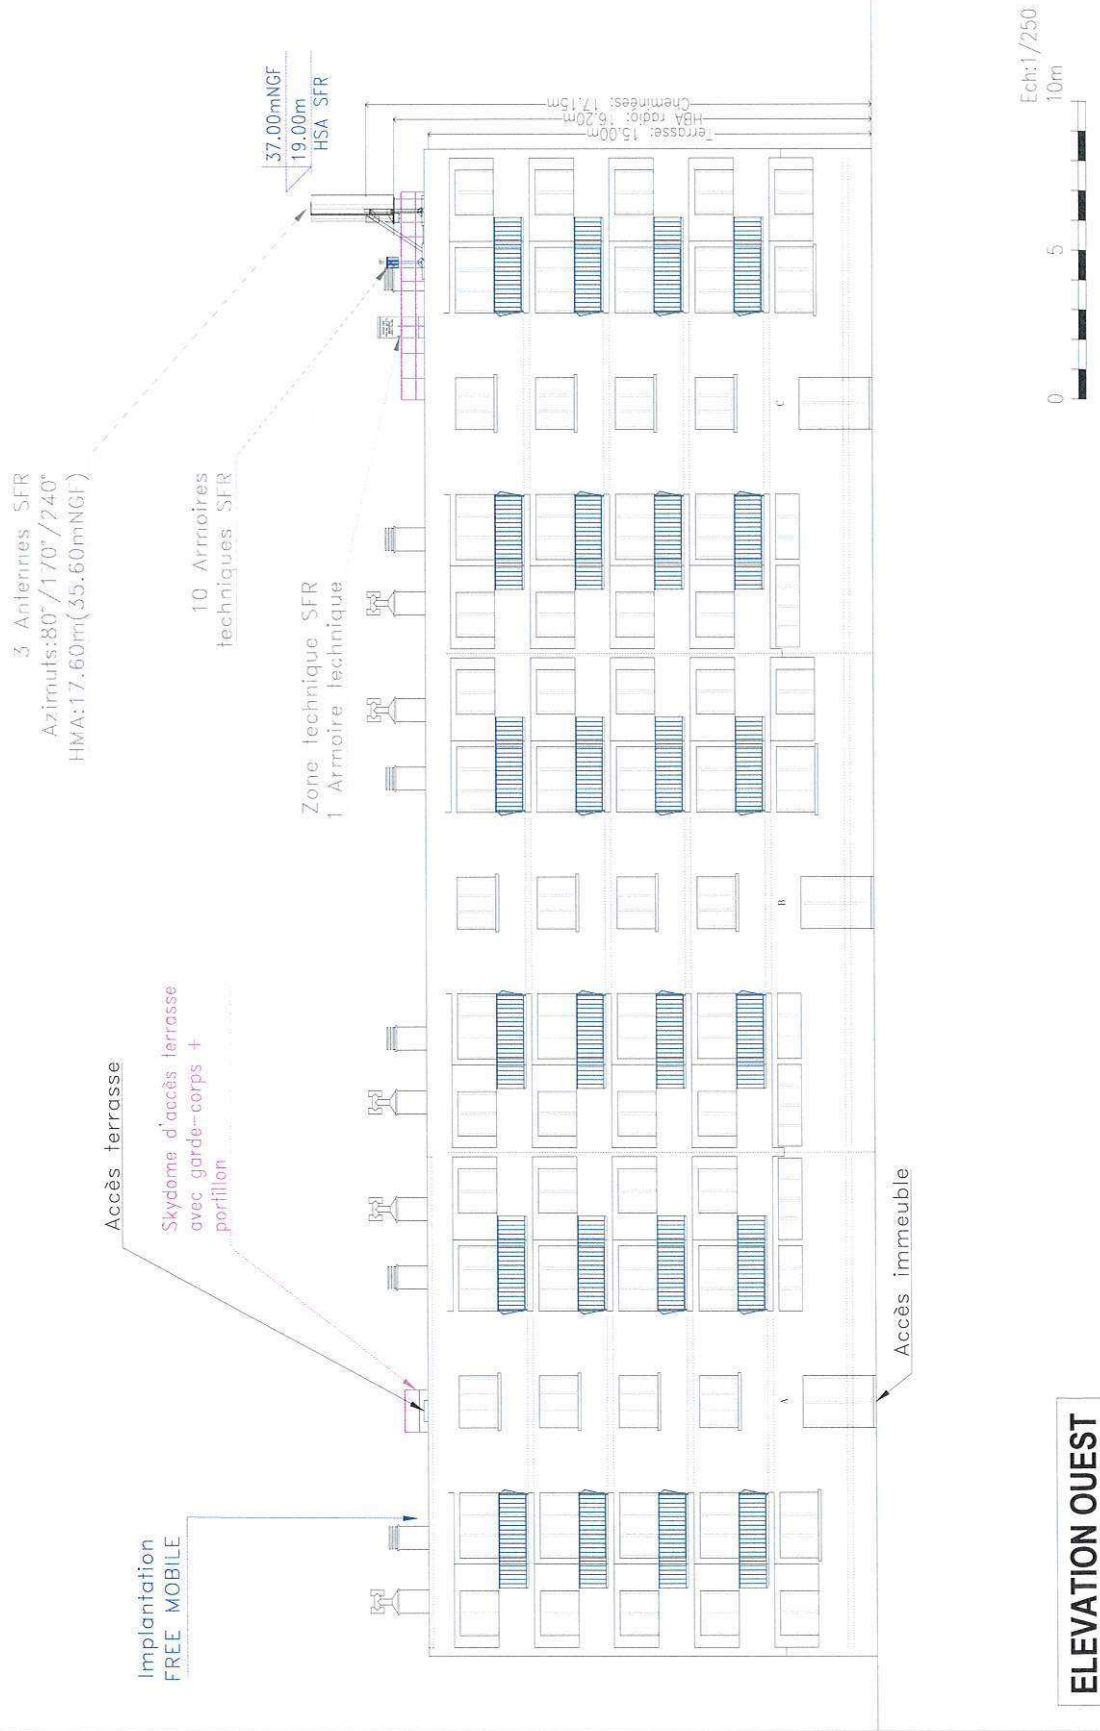 Implantation
FREE MOBILE
Accès terrasse
Skydome d'accès terrasse
avec garde-corps +
portillon
3 Antennes SFR
Azimuts:80°/170°/240°
HMA:17.60m(35.60mNGF)
10 Armoires
techniques SFR
Zone technique SFR
1 Armoire technique
37.00mNGF
19.00m
HSA SFR
Terrasse: 15.00m
HBA radio: 16.20m
Cheminées: 17.15m
A
B
C
Accès immeuble
ELEVATION OUEST
Ech:1/250
0
5
10m